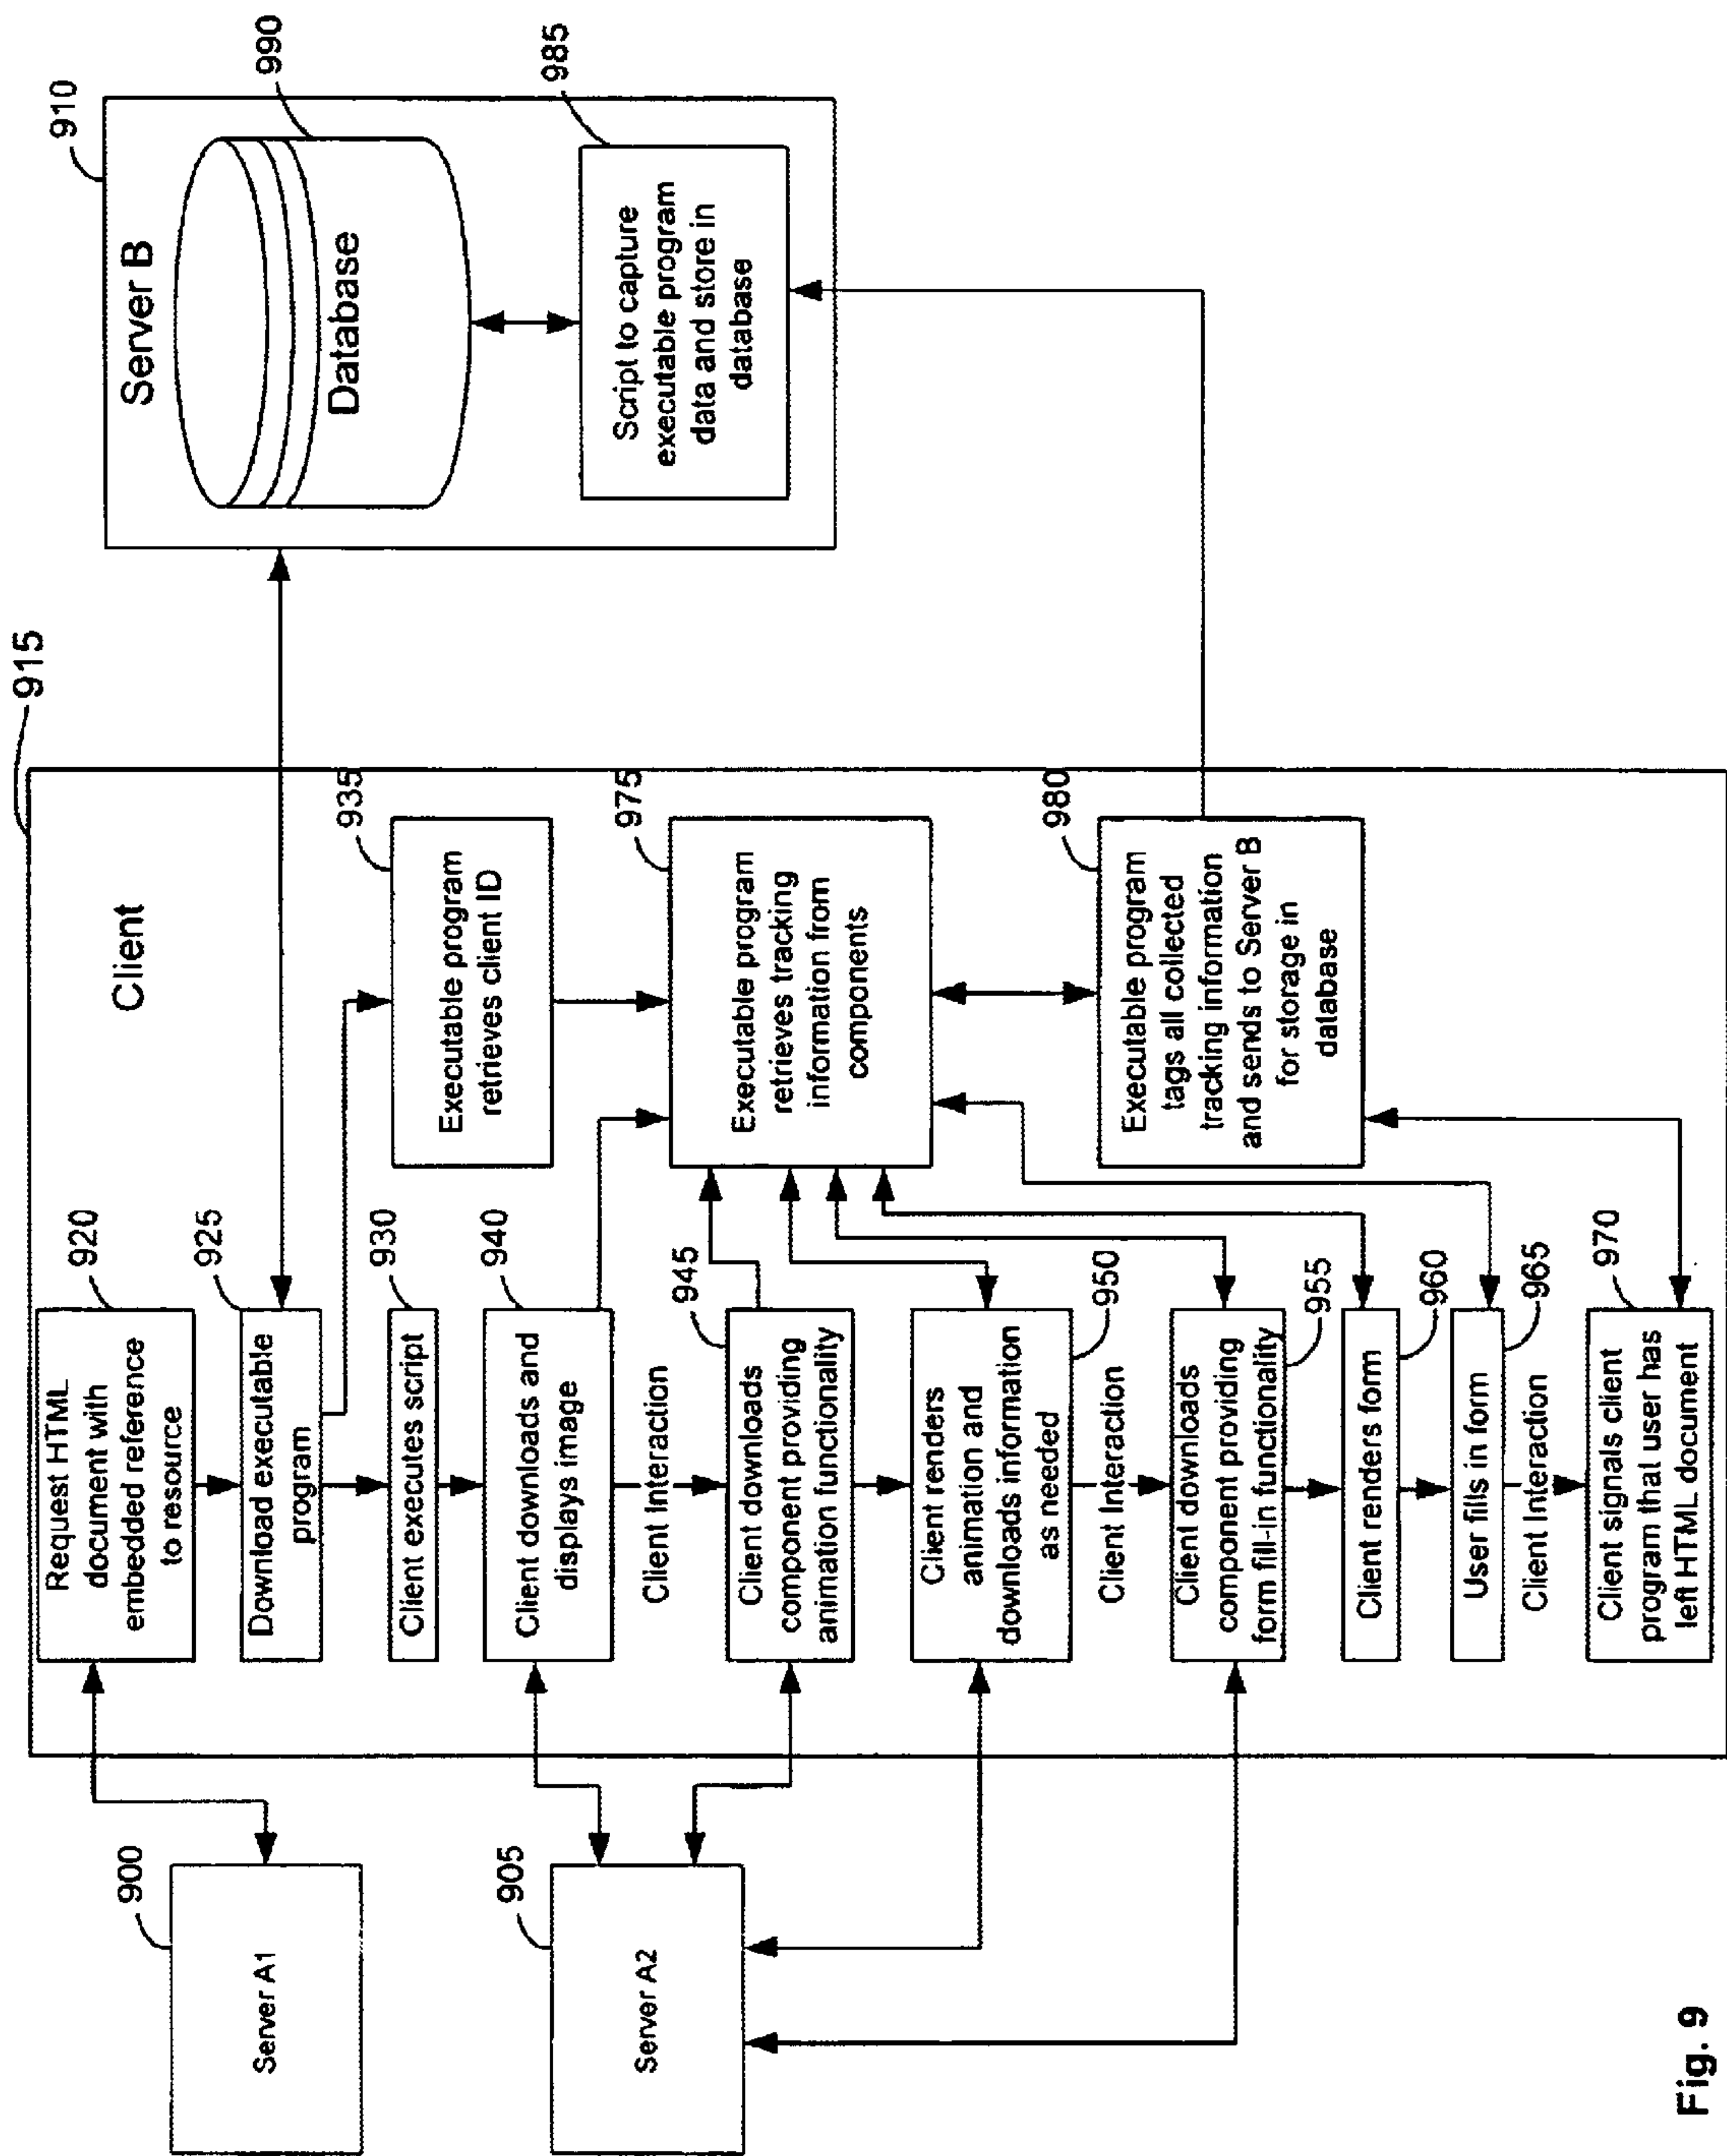 915
910
Server B
Database
990
Script to capture
executable program
data and store in
database
985
Client
Request HTML
document with
embedded reference
to resource
920
Download executable
program
925
Client executes script
930
Executable program
retrieves client ID
935
Client downloads and
displays image
940
Client Interaction
Client downloads
component providing
animation functionality
945
Client renders
animation and
downloads information
as needed
950
Client Interaction
Client downloads
component providing
form fill-in functionality
955
Client renders form
960
User fills in form
965
Client Interaction
Client signals client
program that user has
left HTML document
970
Executable program
retrieves tracking
information from
components
975
Executable program
tags all collected
tracking information
and sends to Server B
for storage in
database
980
Server A1
900
Server A2
905
Fig. 9